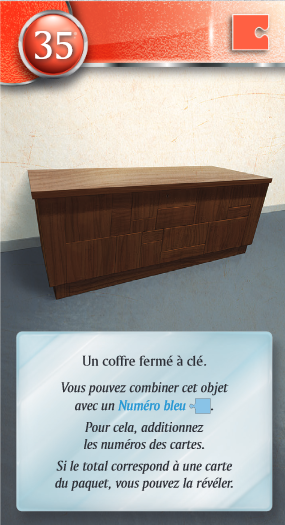 35
Un coffre fermé à clé.
Vous pouvez combiner cet objet
avec un Numéro bleu.
Pour cela, additionnez
les numéros des cartes.
Si le total correspond à une carte
du paquet, vous pouvez la révéler.